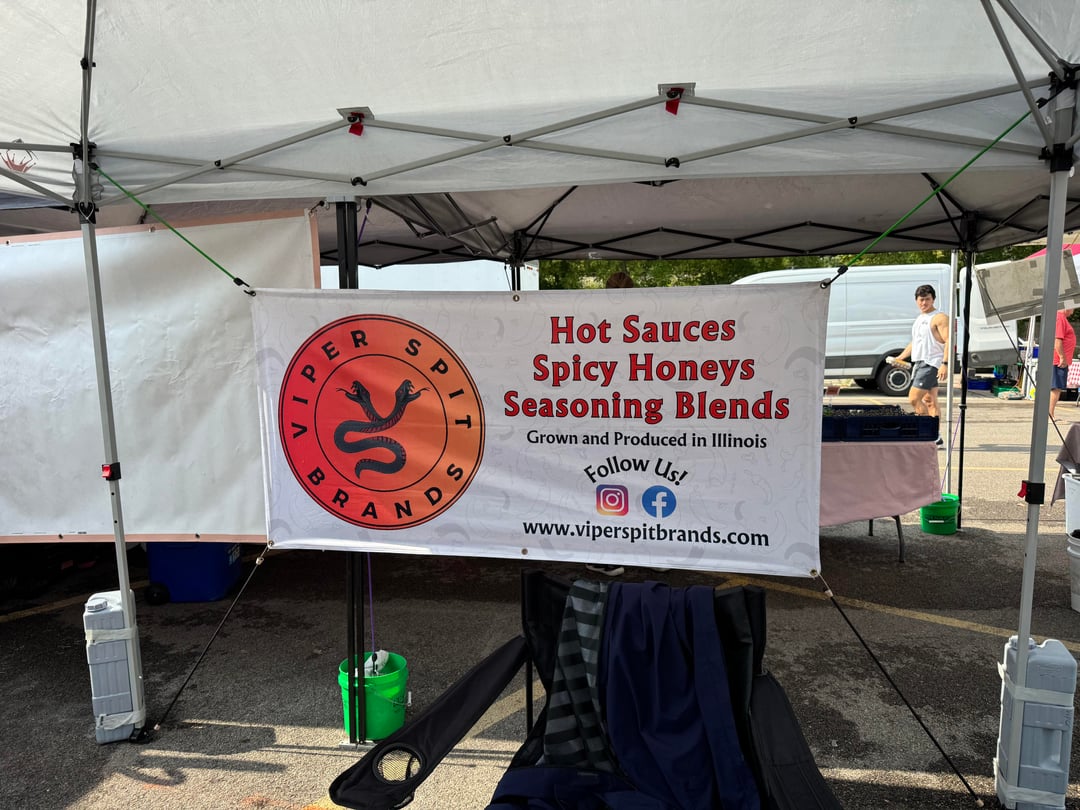 VIPER SPIT BRANDS
Hot Sauces
Spicy Honeys
Seasoning Blends
Grown and Produced in Illinois
Follow Us!
www.viperspitbrands.com